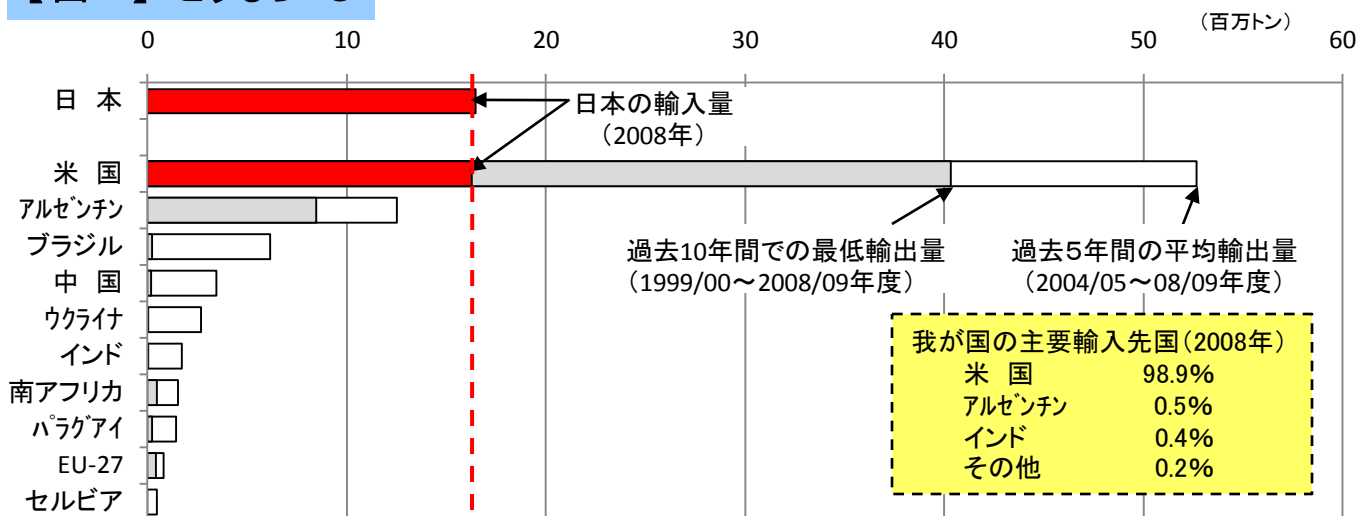 （百万トン）
0 10 20 30 40 50 60
日 本
日本の輸入量
（2008年）
米 国
ｱﾙｾﾞﾝﾁﾝ
ブラジル
過去10年間での最低輸出量
（1999/00～2008/09年度）
過去５年間の平均輸出量
（2004/05～08/09年度）
中 国
ｳｸﾗｲﾅ
インド
南アフリカ
ﾊﾟﾗｸﾞｱｲ
EU-27
セルビア
我が国の主要輸入先国（2008年）
米 国 98.9%
ｱﾙｾﾞﾝﾁﾝ 0.5%
インド 0.4%
その他 0.2%